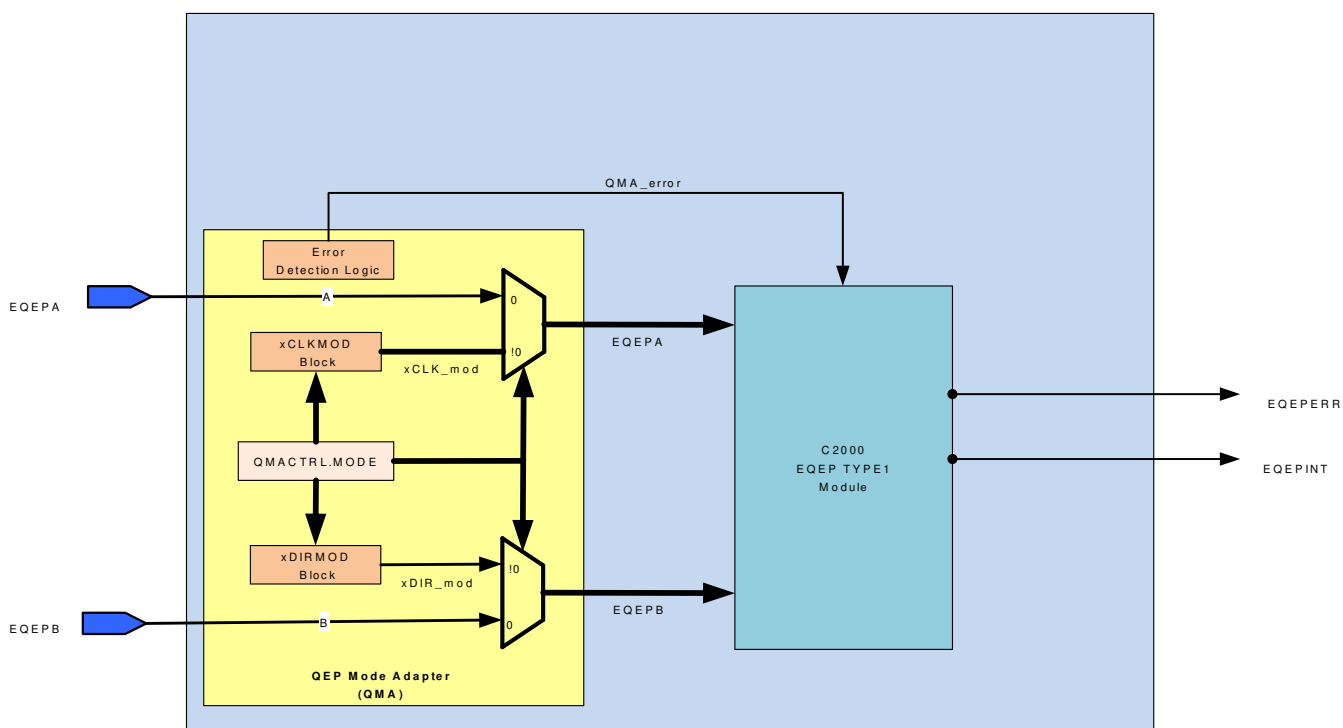 QMA_error
Error
Detection Logic
EQEPA
A
0
xCLKMOD
Block
xCLK_mod
!0
EQEPA
QMACTRL.MODE
C2000
EQEP TYPE1
Module
EQEPERR
EQEPINT
xDIRMOD
Block
xDIR_mod
!0
EQEPB
EQEPB
B
0
QEP Mode Adapter
(QMA)